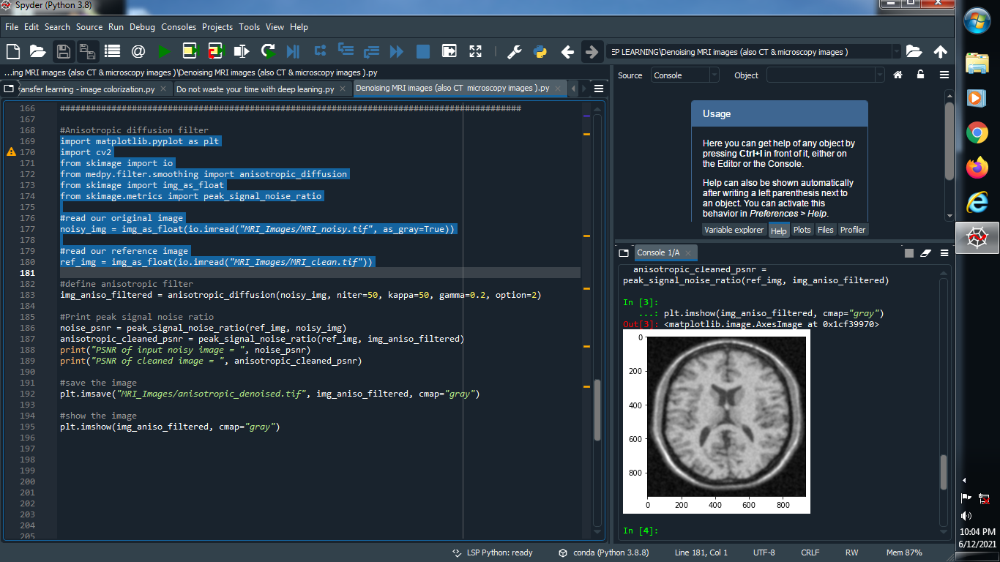 Spyder (Python 3.8)
File Edit Search Source Run Debug Consoles Projects Tools View Help
EP LEARNING\Denoising MRI images (also CT & microscopy images )
...ing MRI images (also CT & microscopy images )\Denoising MRI images (also CT & microscopy images ).py
ansfer learning - image colorization.py
Do not waste your time with deep leaning.py
Denoising MRI images (also CT microscopy images ).py
166 ##########################################################################################
167
168 #Anisotropic diffusion filter
169 import matplotlib.pyplot as plt
170 import cv2
171 from skimage import io
172 from medpy.filter.smoothing import anisotropic_diffusion
173 from skimage import img_as_float
174 from skimage.metrics import peak_signal_noise_ratio
175
176 #read our original image
177 noisy_img = img_as_float(io.imread("MRI_Images/MRI_noisy.tif", as_gray=True))
178
179 #read our reference image
180 ref_img = img_as_float(io.imread("MRI_Images/MRI_clean.tif"))
181
182 #define anisotropic filter
183 img_aniso_filtered = anisotropic_diffusion(noisy_img, niter=50, kappa=50, gamma=0.2, option=2)
184
185 #Print peak signal noise ratio
186 noise_psnr = peak_signal_noise_ratio(ref_img, noisy_img)
187 anisotropic_cleaned_psnr = peak_signal_noise_ratio(ref_img, img_aniso_filtered)
188 print("PSNR of input noisy image = ", noise_psnr)
189 print("PSNR of cleaned image = ", anisotropic_cleaned_psnr)
190
191 #save the image
192 plt.imsave("MRI_Images/anisotropic_denoised.tif", img_aniso_filtered, cmap="gray")
193
194 #show the image
195 plt.imshow(img_aniso_filtered, cmap="gray")
196
197
198
199
200
201
202
203
204
205
Source Console Object
Usage
Here you can get help of any object by
pressing Ctrl+I in front of it, either on
the Editor or the Console.
Help can also be shown automatically
after writing a left parenthesis next to
an object. You can activate this
behavior in Preferences > Help.
Variable explorer Help Plots Files Profiler
Console 1/A
anisotropic_cleaned_psnr =
peak_signal_noise_ratio(ref_img, img_aniso_filtered)
In [3]:
...: plt.imshow(img_aniso_filtered, cmap="gray")
Out[3]: <matplotlib.image.AxesImage at 0x1cf39970>
0
200
400
600
800
0 200 400 600 800
In [4]:
LSP Python: ready conda (Python 3.8.8) Line 181, Col 1 UTF-8 CRLF RW Mem 87%
10:04 PM
6/12/2021